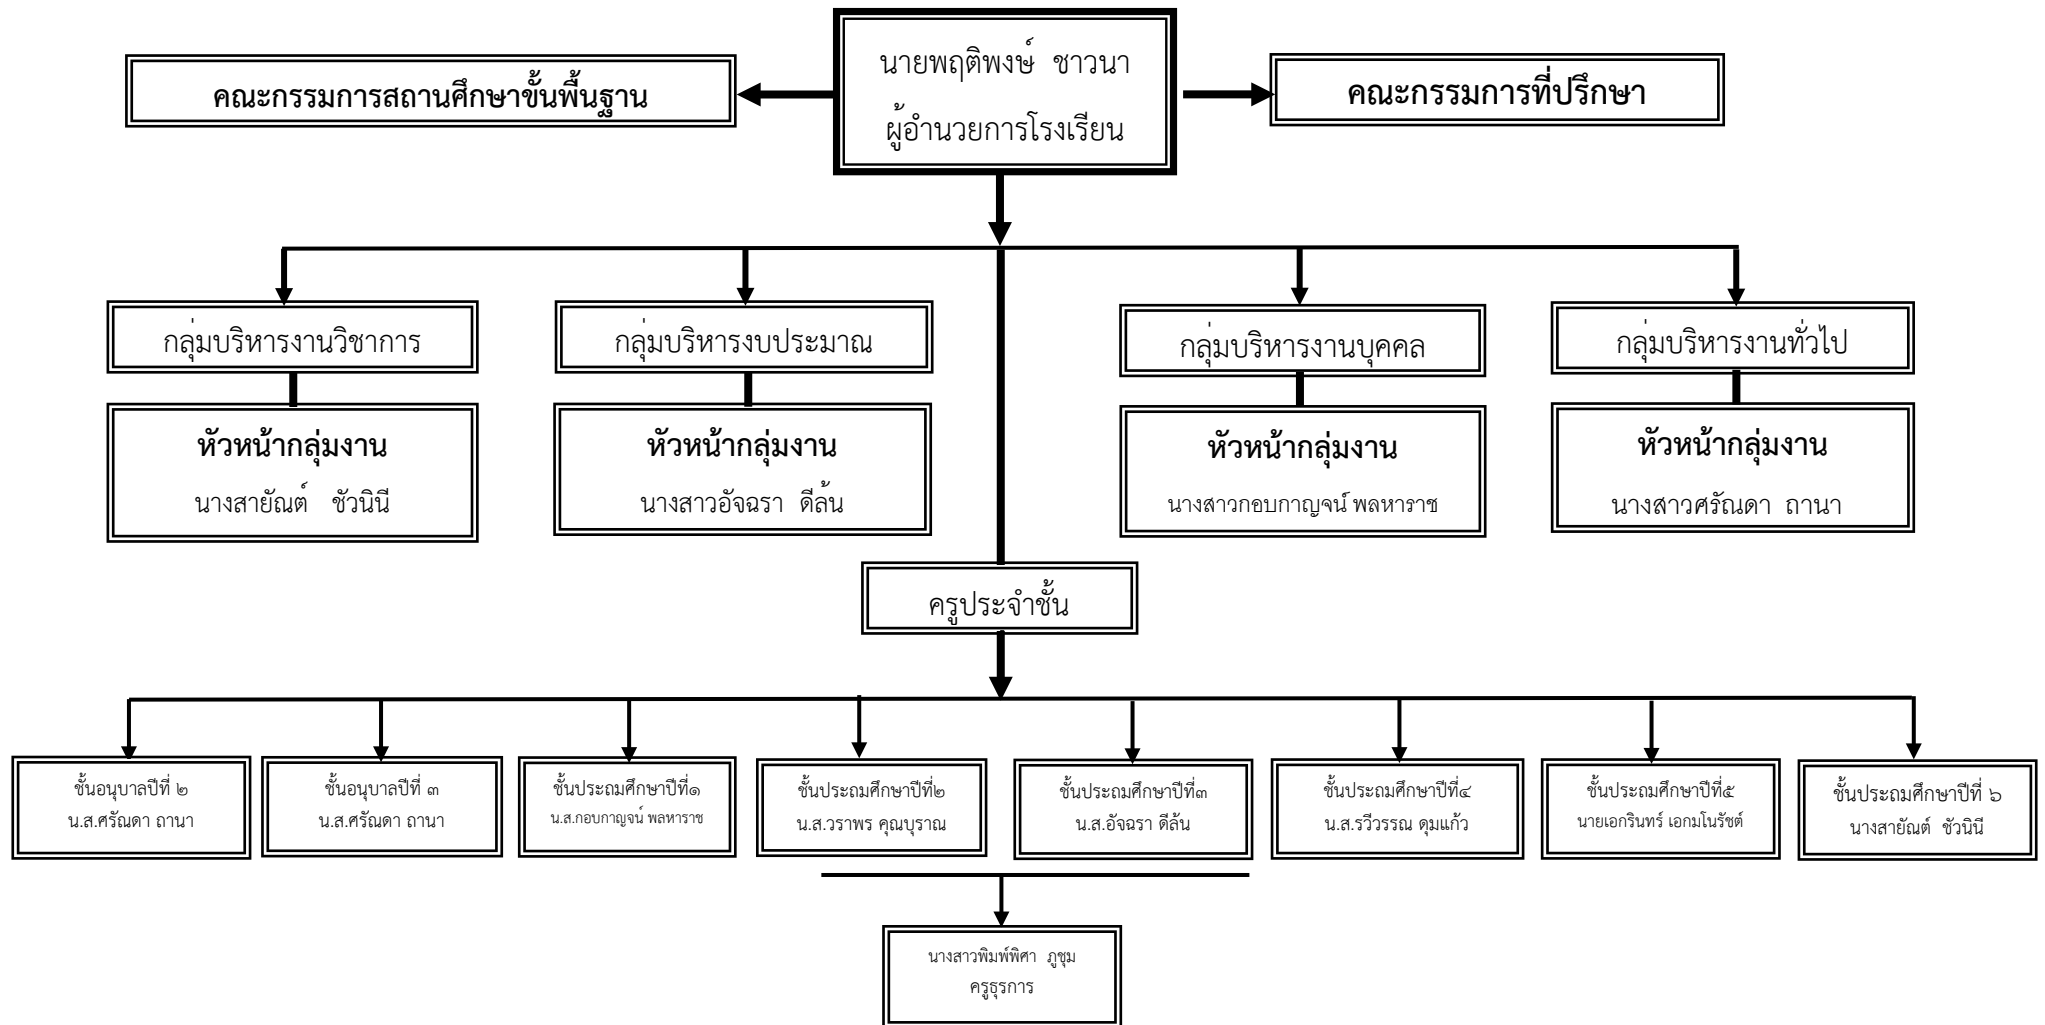 นายพฤติพงษ์ ชาวนา
ผู้อำนวยการโรงเรียน
คณะกรรมการสถานศึกษาขั้นพื้นฐาน
คณะกรรมการที่ปรึกษา
กลุ่มบริหารงานวิชาการ
กลุ่มบริหารงบประมาณ
กลุ่มบริหารงานบุคคล
กลุ่มบริหารงานทั่วไป
หัวหน้ากลุ่มงาน
นางสายัณต์ ชัวนินี
หัวหน้ากลุ่มงาน
นางสาวอัจฉรา ดีล้น
หัวหน้ากลุ่มงาน
นางสาวกอบกาญจน์ พลหาราช
หัวหน้ากลุ่มงาน
นางสาวศรัณดา ถานา
ครูประจำชั้น
ชั้นอนุบาลปีที่ ๒
น.ส.ศรัณดา ถานา
ชั้นอนุบาลปีที่ ๓
น.ส.ศรัณดา ถานา
ชั้นประถมศึกษาปีที่๑
น.ส.กอบกาญจน์ พลหาราช
ชั้นประถมศึกษาปีที่๒
น.ส.วราพร คุณบุราณ
ชั้นประถมศึกษาปีที่๓
น.ส.อัจฉรา ดีล้น
ชั้นประถมศึกษาปีที่๔
น.ส.รวีวรรณ ดุมแก้ว
ชั้นประถมศึกษาปีที่๕
นายเอกรินทร์ เอกมโนรัชต์
ชั้นประถมศึกษาปีที่ ๖
นางสายัณต์ ชัวนินี
นางสาวพิมพ์พิศา ภูชุม
ครูธุรการ